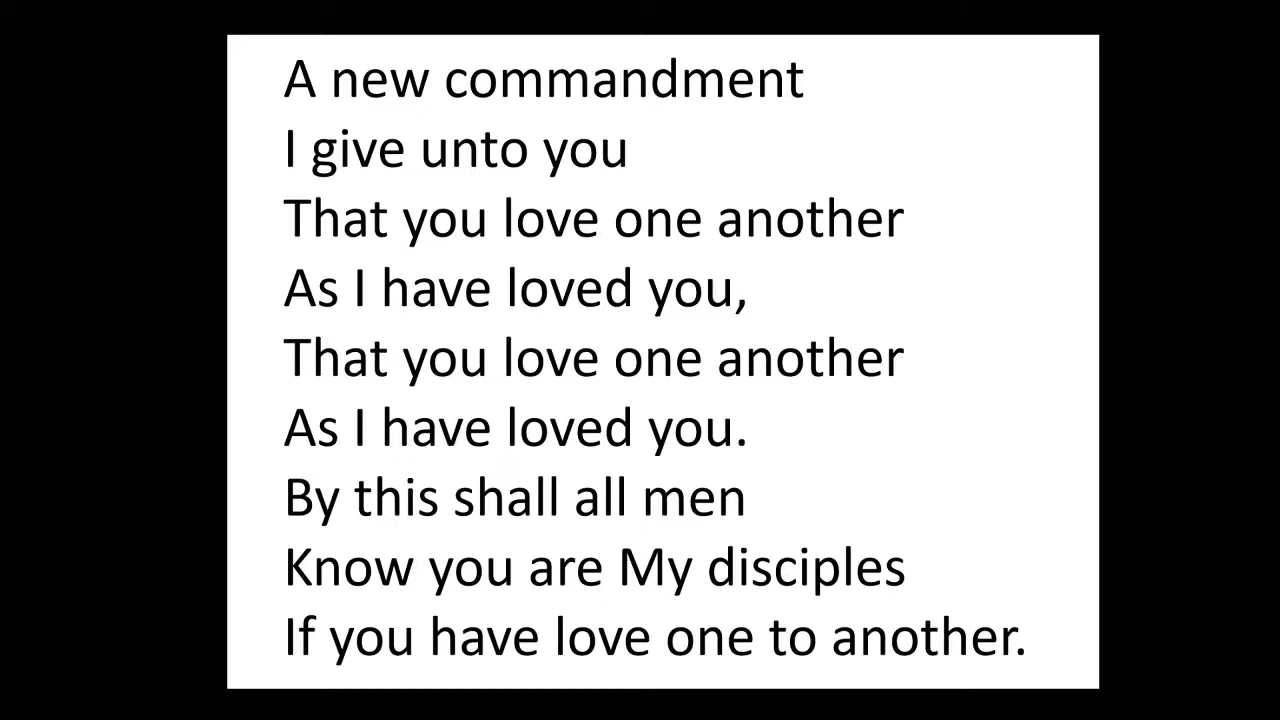 A new commandment
I give unto you
That you love one another
As I have loved you,
That you love one another
As I have loved you.
By this shall all men
Know you are My disciples
If you have love one to another.